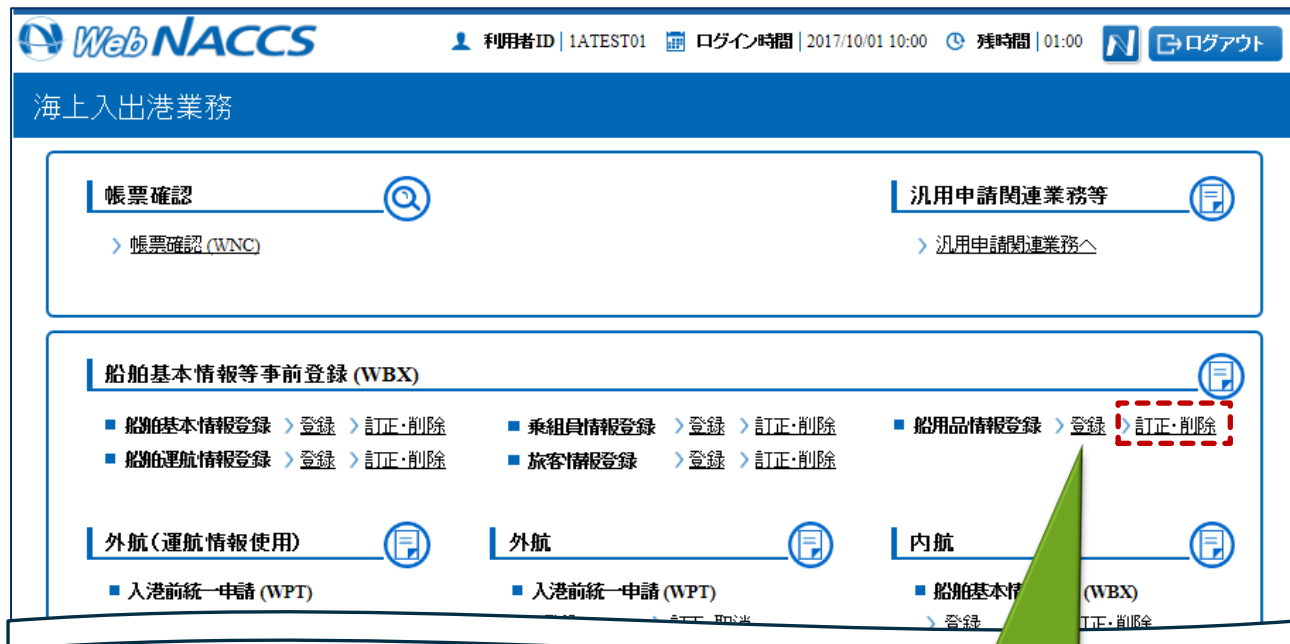 Web NACCS 利用者ID | 1ATEST01 ログイン時間 | 2017/10/01 10:00 残時間 | 01:00 N ログアウト
海上入出港業務
帳票確認 汎用申請関連業務等
帳票確認 (WNC) 汎用申請関連業務へ
船舶基本情報等事前登録 (WBX)
■ 船舶基本情報登録 > 登録 > 訂正・削除 ■ 乗組員情報登録 > 登録 > 訂正・削除 ■ 船用品情報登録 > 登録 > 訂正・削除
■ 船舶運航情報登録 > 登録 > 訂正・削除 ■ 旅客情報登録 > 登録 > 訂正・削除
外航(運航情報使用) 外航 内航
■ 入港前統一申請 (WPT) ■ 入港前統一申請 (WPT) ■ 船舶基本情 (WBX)
> 登録 訂正・削除